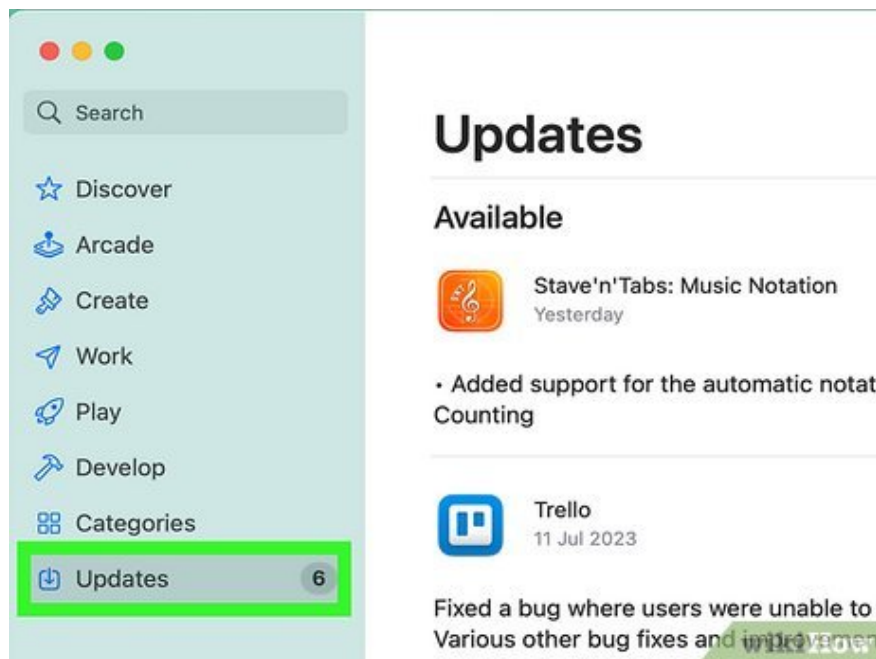 Search
Discover
Arcade
Create
Work
Play
Develop
Categories
Updates 6
Updates
Available
Stave'n'Tabs: Music Notation
Yesterday
• Added support for the automatic notat
Counting
Trello
11 Jul 2023
Fixed a bug where users were unable to
Various other bug fixes and improvemen
wikiHow